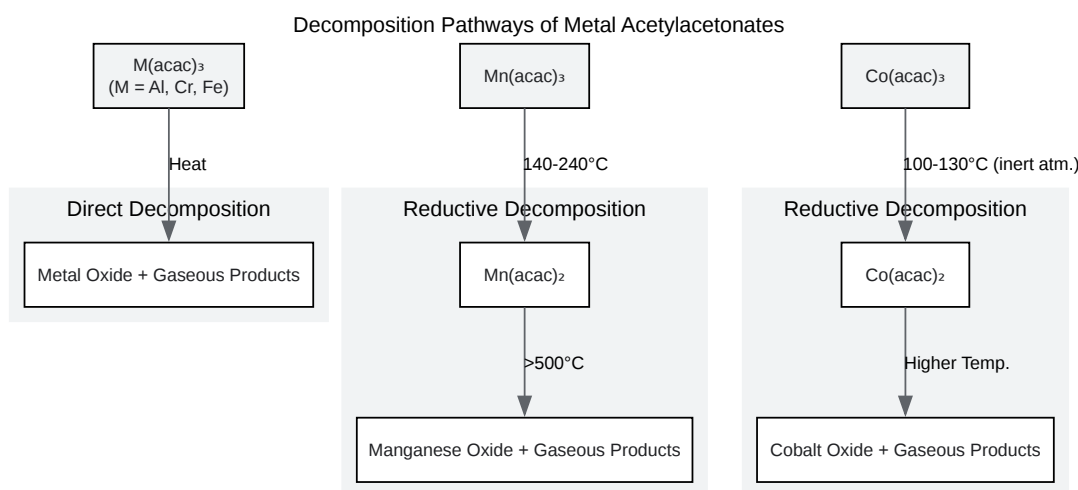 Decomposition Pathways of Metal Acetylacetonates
M(acac)₃
(M = Al, Cr, Fe)
Mn(acac)₃
Co(acac)₃
Heat
140-240°C
100-130°C (inert atm.)
Direct Decomposition
Reductive Decomposition
Reductive Decomposition
Metal Oxide + Gaseous Products
Mn(acac)₂
Co(acac)₂
>500°C
Higher Temp.
Manganese Oxide + Gaseous Products
Cobalt Oxide + Gaseous Products